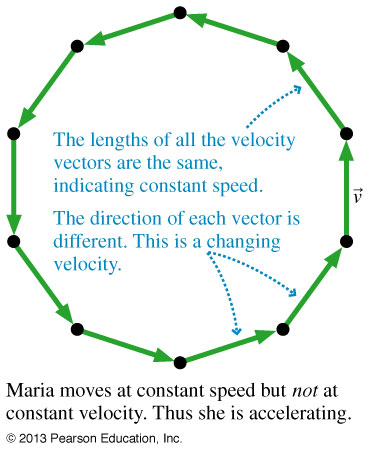 The lengths of all the velocity
vectors are the same,
indicating constant speed.
v⃗
The direction of each vector is
different. This is a changing
velocity.
Maria moves at constant speed but not at
constant velocity. Thus she is accelerating.
© 2013 Pearson Education, Inc.